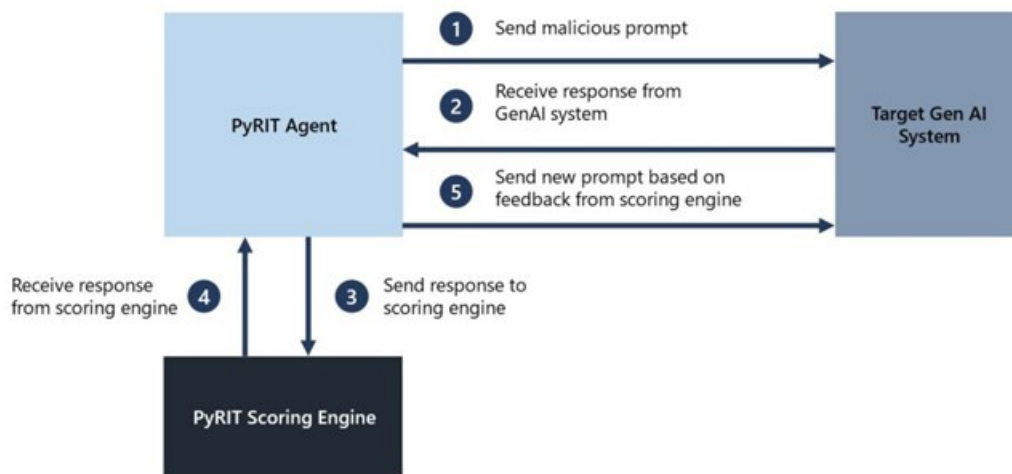 1
Send malicious prompt
2
Receive response from
GenAI system
PyRIT Agent
Target Gen AI
System
5
Send new prompt based on
feedback from scoring engine
Receive response
from scoring engine
4
3
Send response to
scoring engine
PyRIT Scoring Engine